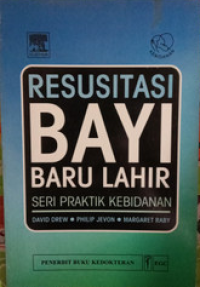 RESUSITASI
BAYI
BARU LAHIR
SERI PRAKTIK KEBIDANAN
DAVID DREW • PHILIP JEVON • MARGARET RABY
PENERBIT BUKU KEDOKTERAN
EGC